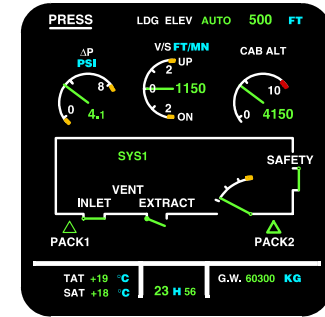 PRESS LDG ELEV AUTO 500 FT
ΔP V/S FT/MN CAB ALT
PSI
UP
8 2 10
1150
4.1 0 4150
0 2 0
ON
SYS1
SAFETY
VENT
INLET EXTRACT
PACK1 PACK2
TAT +19 °C G.W. 60300 KG
SAT +18 °C 23 H 56